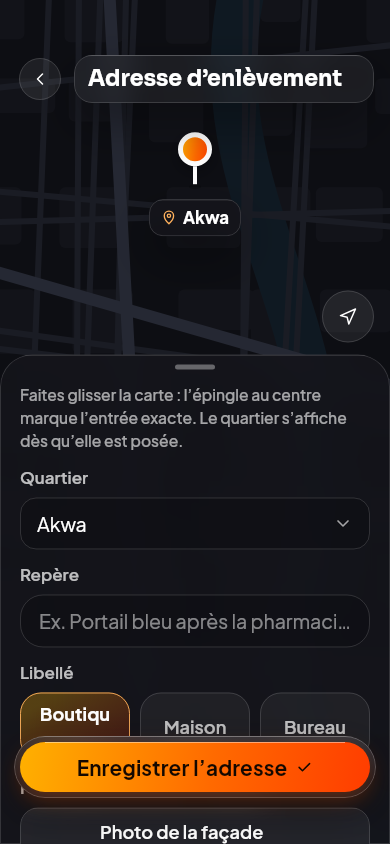 Adresse d’enlèvement
Akwa
Faites glisser la carte : l’épingle au centre
marque l’entrée exacte. Le quartier s’affiche
dès qu’elle est posée.
Quartier
Akwa
Repère
Ex. Portail bleu après la pharmaci…
Libellé
Boutiqu
Maison
Bureau
Enregistrer l’adresse
Photo de la façade